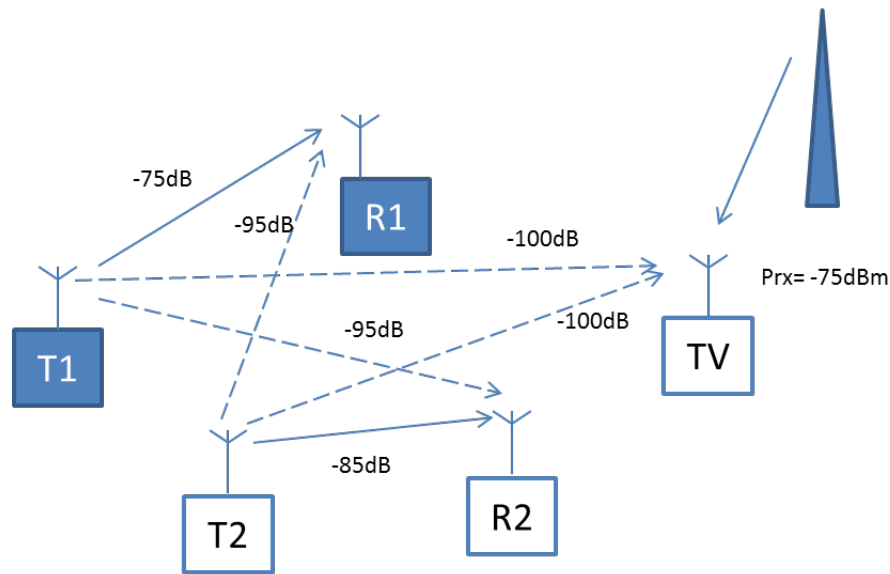 -75dB
R1
-95dB
-100dB
Prx= -75dBm
T1
-95dB
-100dB
TV
-85dB
T2
R2